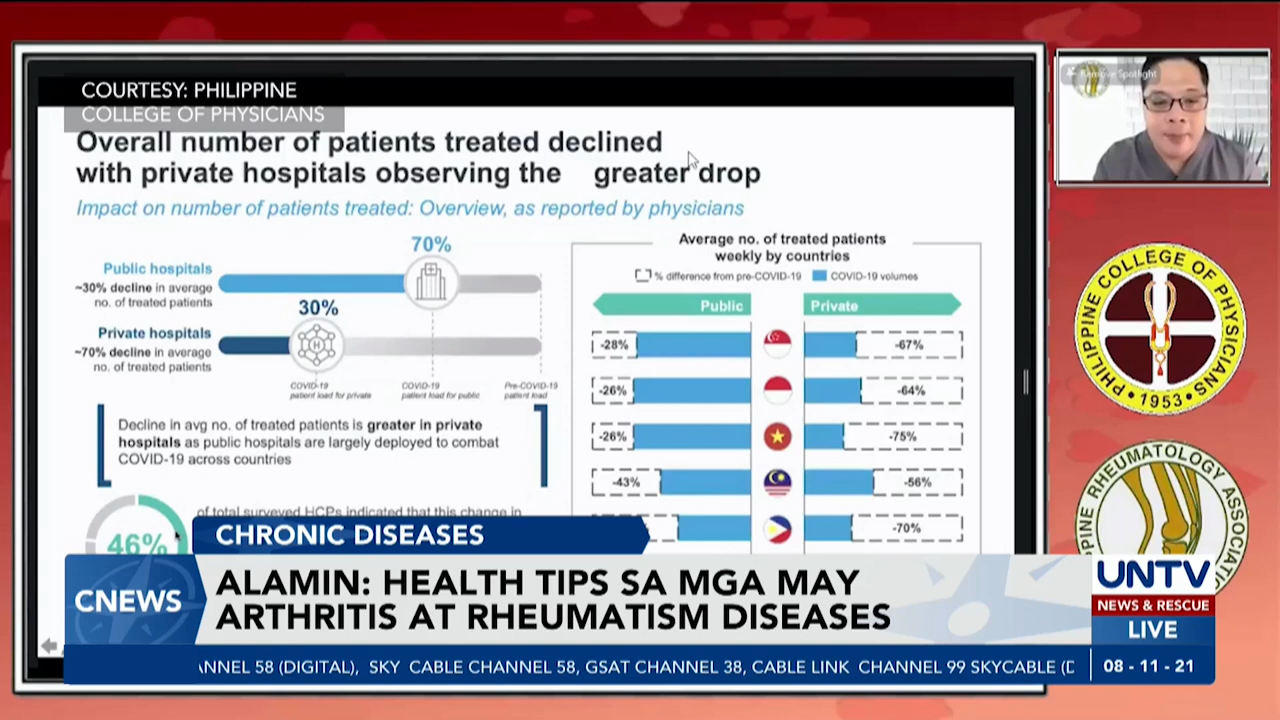 COURTESY: PHILIPPINE
COLLEGE OF PHYSICIANS
Overall number of patients treated declined
with private hospitals observing the greater drop
Impact on number of patients treated: Overview, as reported by physicians
70%
Public hospitals
~30% decline in average
no. of treated patients
30%
Private hospitals
~70% decline in average
no. of treated patients
H
COVID-19
patient load for private
COVID-19
patient load for public
Pre-COVID-19
patient load
Decline in avg no. of treated patients is greater in private
hospitals as public hospitals are largely deployed to combat
COVID-19 across countries
46%
of total surveyed HCPs indicated that this change in
Average no. of treated patients
weekly by countries
% difference from pre-COVID-19
COVID-19 volumes
Public
Private
-28%
-67%
-26%
-64%
-26%
-75%
-43%
-56%
-70%
Remove Spotlight
PHILIPPINE COLLEGE OF PHYSICIANS
• 1953 •
PINE RHEUMATOLOGY ASSOCIATI
CHRONIC DISEASES
CNEWS
ALAMIN: HEALTH TIPS SA MGA MAY
ARTHRITIS AT RHEUMATISM DISEASES
UNTV
NEWS & RESCUE
LIVE
ANNEL 58 (DIGITAL), SKY CABLE CHANNEL 58, GSAT CHANNEL 38, CABLE LINK CHANNEL 99 SKYCABLE (D
08 - 11 - 21